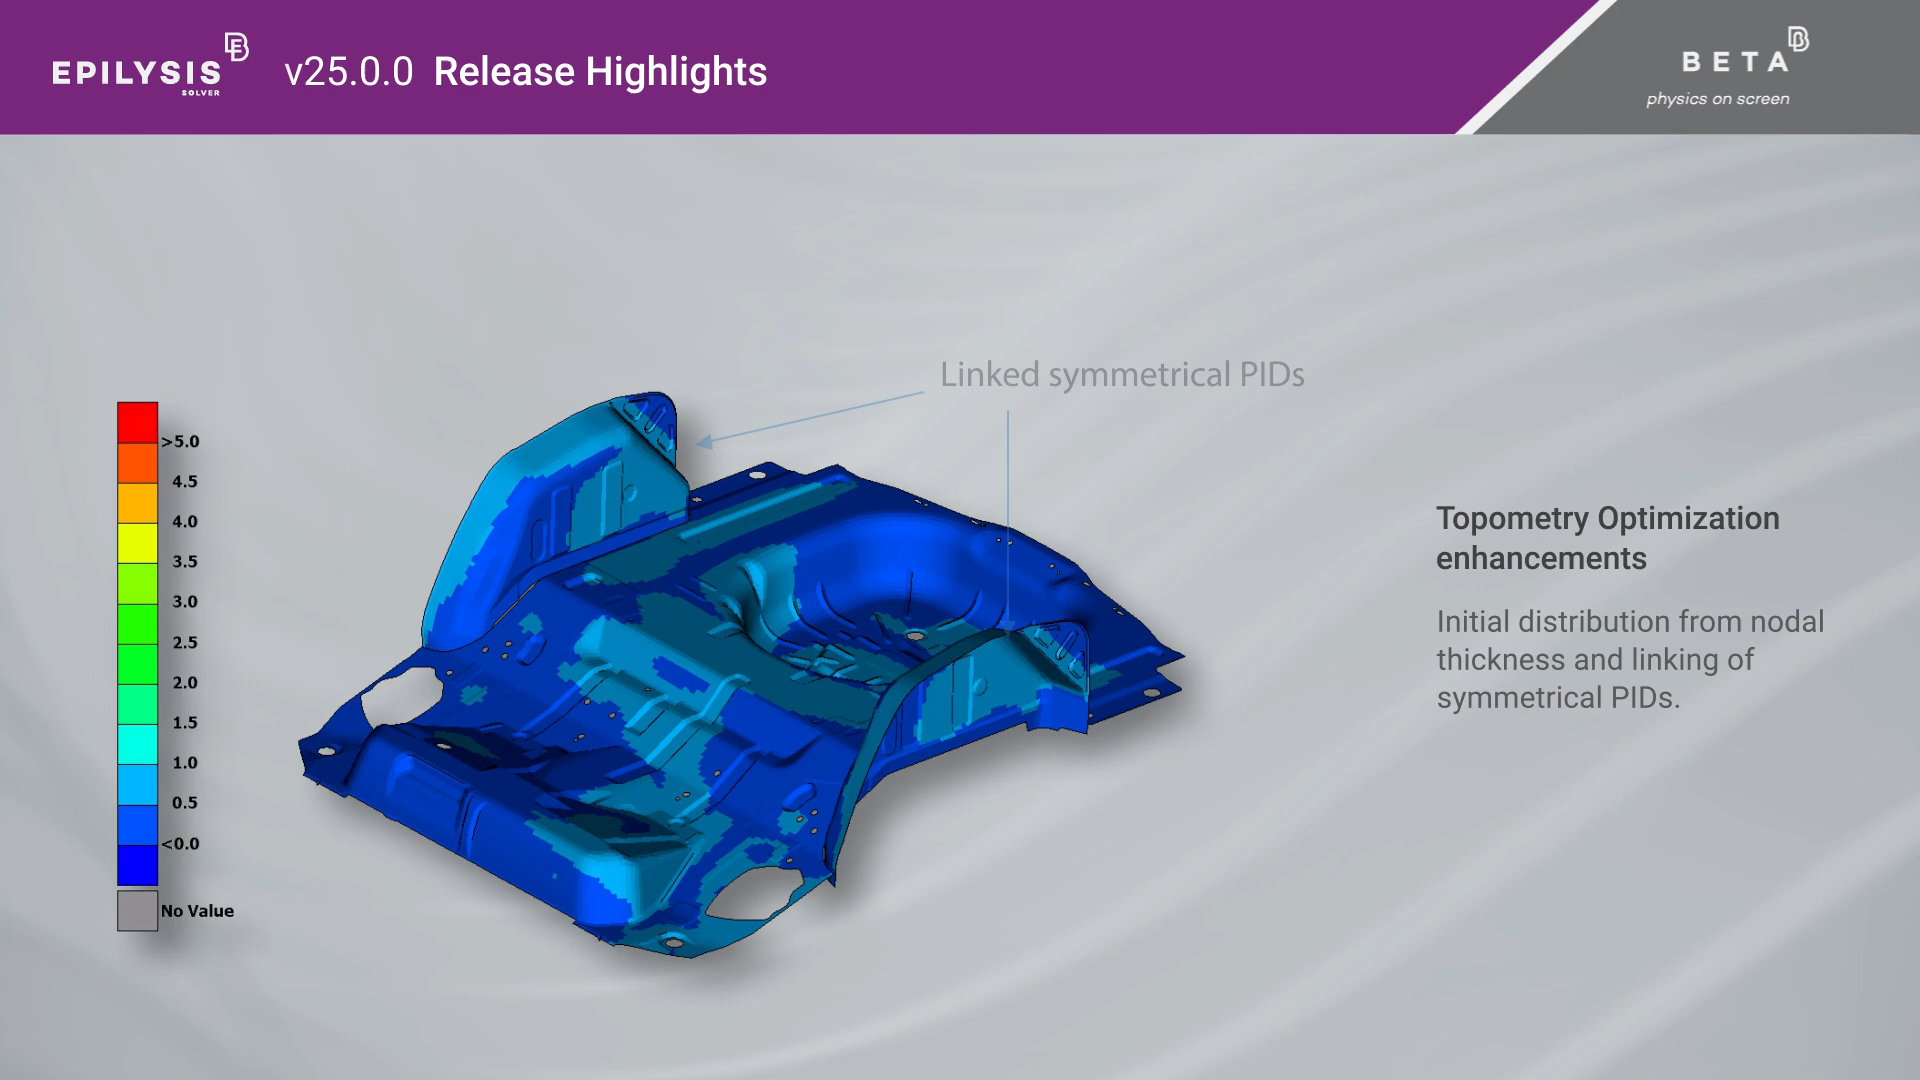 EPILYSIS
SOLVER
v25.0.0 Release Highlights
BETA
physics on screen
Linked symmetrical PIDs
>5.0
4.5
4.0
3.5
3.0
2.5
2.0
1.5
1.0
0.5
<0.0
No Value
Topometry Optimization
enhancements
Initial distribution from nodal
thickness and linking of
symmetrical PIDs.